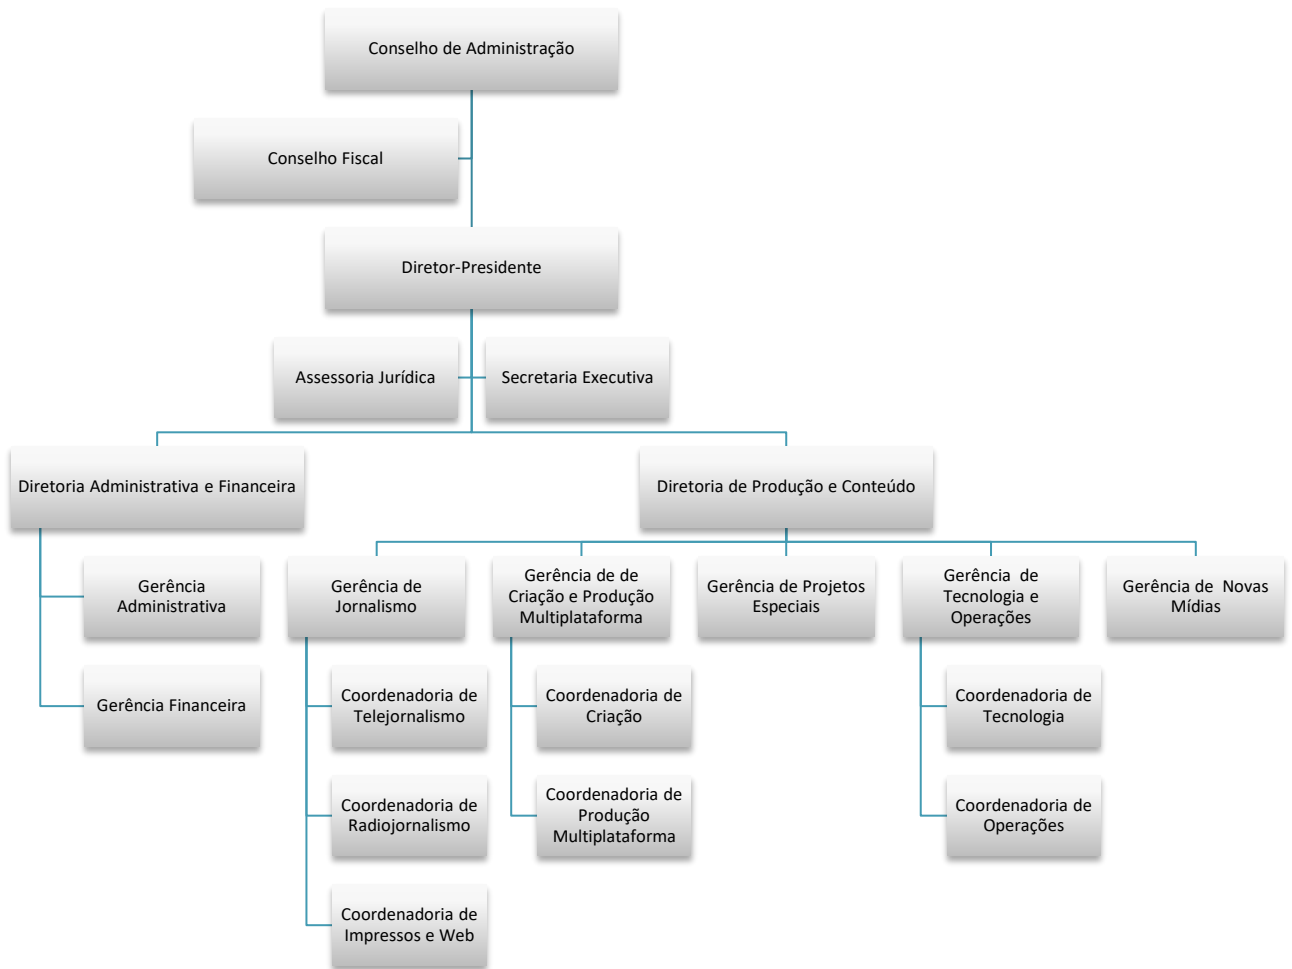 Conselho de Administração
Conselho Fiscal
Diretor-Presidente
Assessoria Jurídica
Secretaria Executiva
Diretoria Administrativa e Financeira
Diretoria de Produção e Conteúdo
Gerência
Administrativa
Gerência de
Jornalismo
Gerência de de
Criação e Produção
Multiplataforma
Gerência de Projetos
Especiais
Gerência de
Tecnologia e
Operações
Gerência de Novas
Mídias
Gerência Financeira
Coordenadoria de
Telejornalismo
Coordenadoria de
Criação
Coordenadoria de
Tecnologia
Coordenadoria de
Radiojornalismo
Coordenadoria de
Produção
Multiplataforma
Coordenadoria de
Operações
Coordenadoria de
Impressos e Web